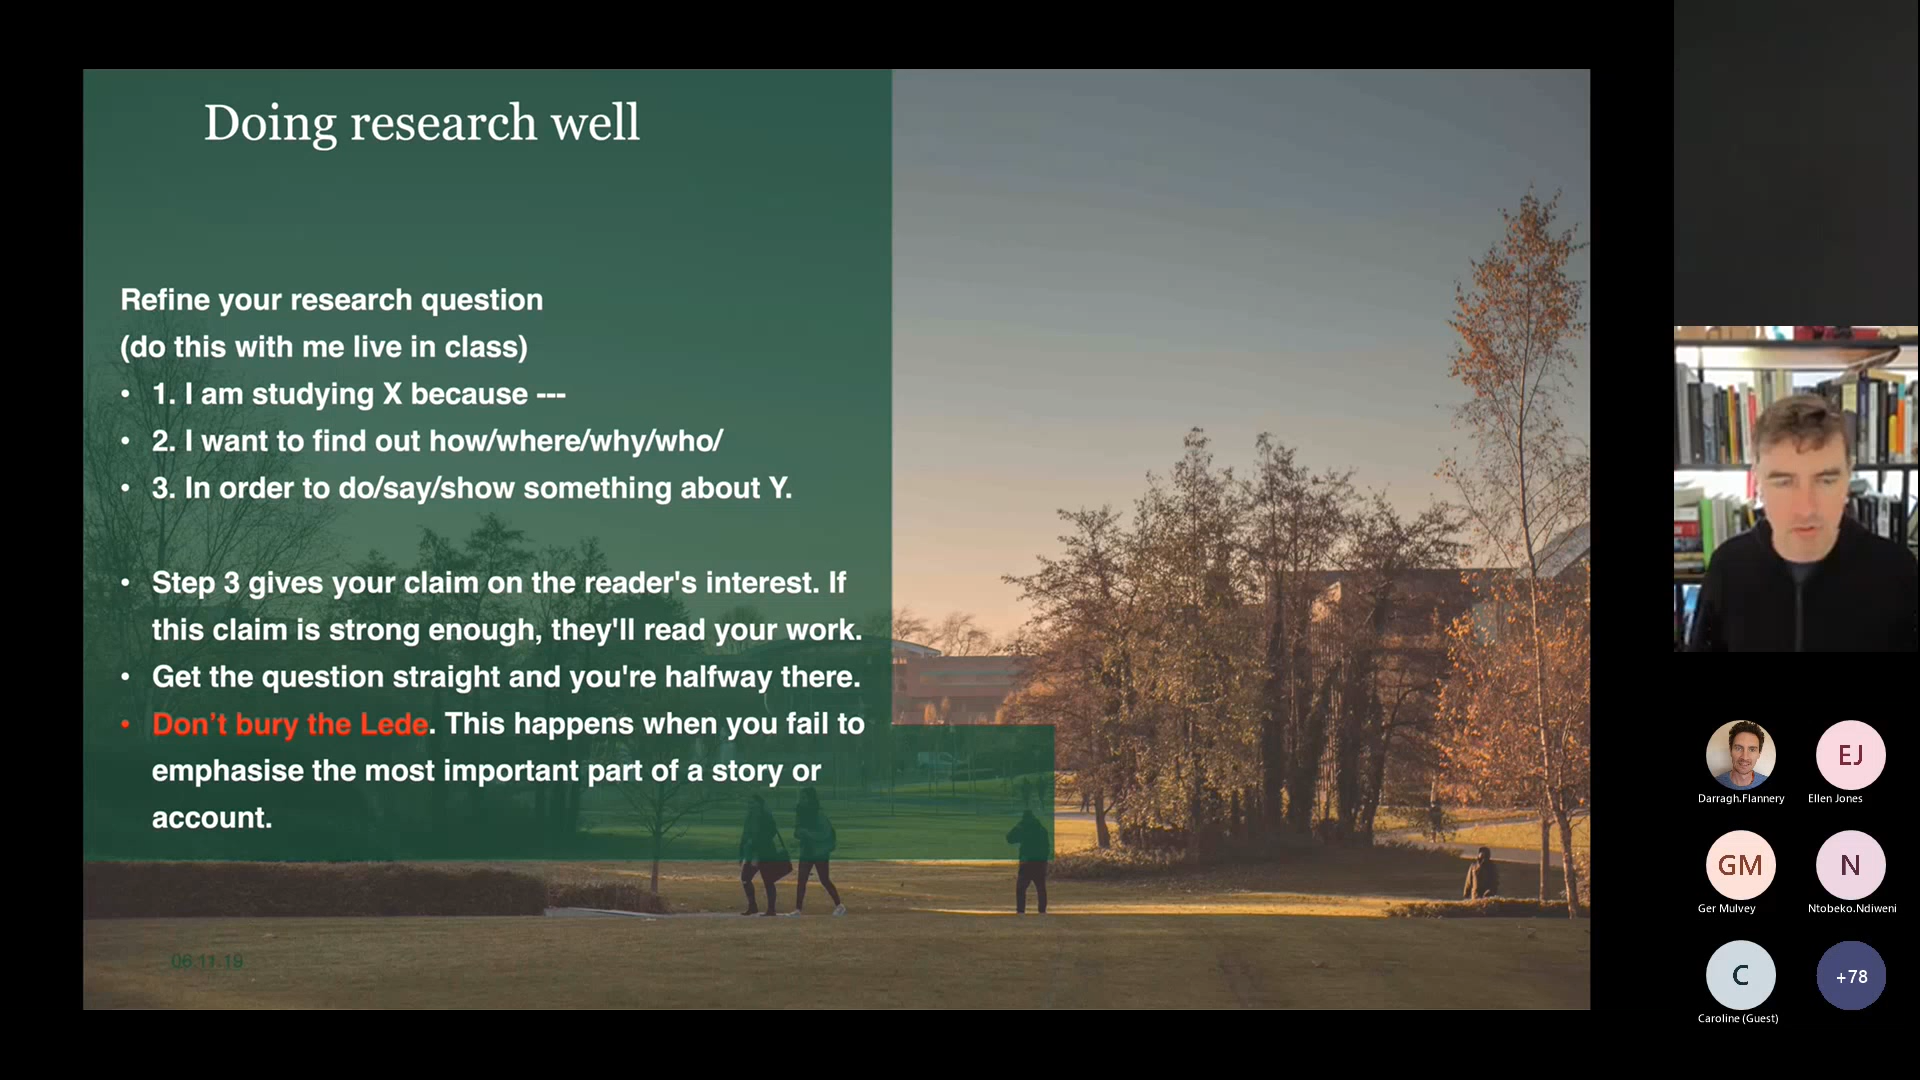 Doing research well
Refine your research question
(do this with me live in class)
• 1. I am studying X because ---
• 2. I want to find out how/where/why/who/
• 3. In order to do/say/show something about Y.
• Step 3 gives your claim on the reader's interest. If
this claim is strong enough, they'll read your work.
• Get the question straight and you're halfway there.
• Don’t bury the Lede. This happens when you fail to
emphasise the most important part of a story or
account.
06.11.19
Darragh.Flannery
EJ
Ellen Jones
GM
Ger Mulvey
N
Ntobeko.Ndiweni
C
Caroline (Guest)
+78